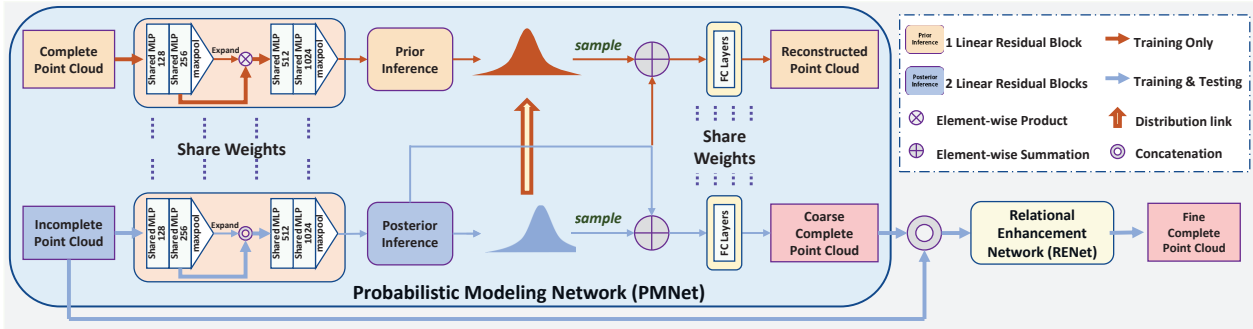 Complete
Point Cloud
Shared MLP
128
Shared MLP
256
maxpool
Expand
Shared MLP
512
Shared MLP
1024
maxpool
Prior
Inference
sample
FC Layers
Reconstructed
Point Cloud
Share Weights
Share
Weights
Incomplete
Point Cloud
Shared MLP
128
Shared MLP
256
maxpool
Expand
Shared MLP
512
Shared MLP
1024
maxpool
Posterior
Inference
sample
FC Layers
Coarse
Complete
Point Cloud
Probabilistic Modeling Network (PMNet)
Relational
Enhancement
Network (RENet)
Fine
Complete
Point Cloud
Prior
Inference
1 Linear Residual Block
Training Only
Posterior
Inference
2 Linear Residual Blocks
Training & Testing
Element-wise Product
Distribution link
Element-wise Summation
Concatenation